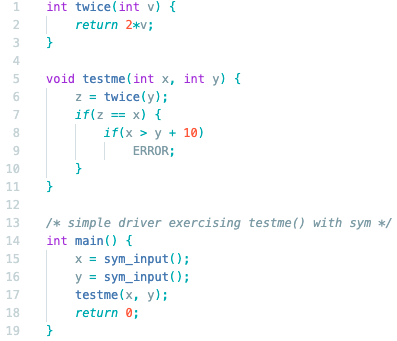 1 int twice(int v) {
2 return 2*v;
3 }
4
5 void testme(int x, int y) {
6 z = twice(y);
7 if(z == x) {
8 if(x > y + 10)
9 ERROR;
10 }
11 }
12
13 /* simple driver exercising testme() with sym */
14 int main() {
15 x = sym_input();
16 y = sym_input();
17 testme(x, y);
18 return 0;
19 }